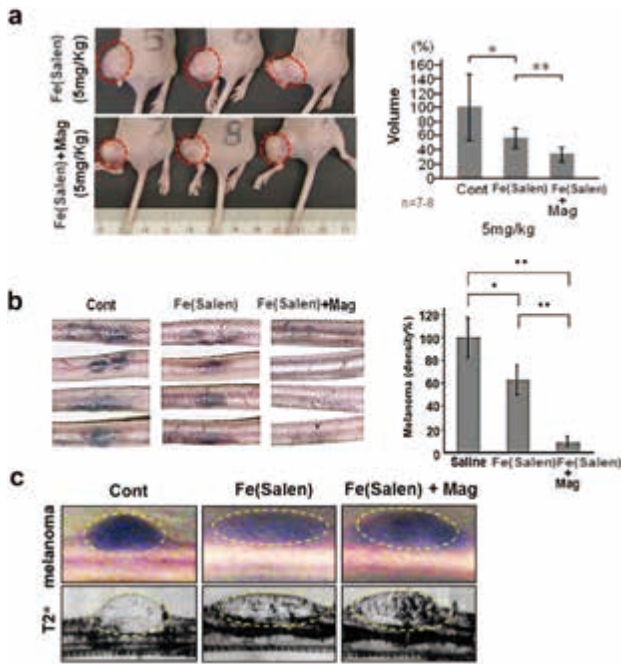 a
Fe(Salen)
(5mg/Kg)
Fe(Salen)+Mag
(5mg/Kg)
5
6
8
(%)
160
140
120
100
80
60
40
20
0
Volume
*
**
Cont
Fe(Salen)
Fe(Salen)
+
Mag
n=7-8
5mg/kg
b
Cont
Fe(Salen)
Fe(Salen)+Mag
**
*
**
120
100
80
60
40
20
0
Melanoma (density%)
Saline
Fe(Salen)
Fe(Salen)
+
Mag
c
Cont
Fe(Salen)
Fe(Salen) + Mag
melanoma
T2*